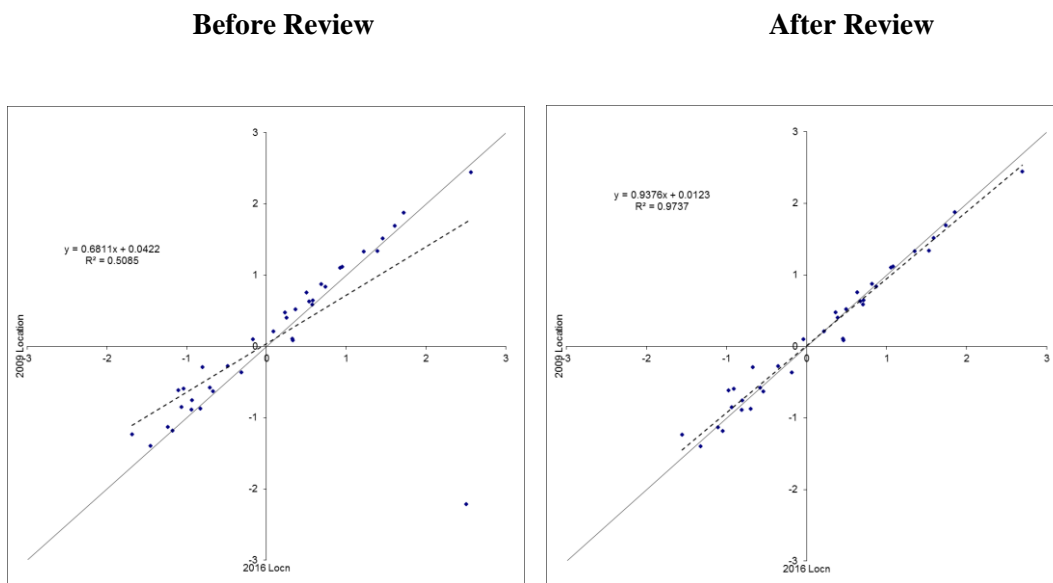 Before Review
After Review
3
2
y = 0.6811x + 0.0422
R² = 0.5085
1
0
-3
-2
-1
0
1
2
3
2009 Location
-1
-2
-3
2016 Locn
3
2
y = 0.9376x + 0.0123
R² = 0.9737
1
0
-3
-2
-1
0
1
2
3
2009 Location
-1
-2
-3
2016 Locn